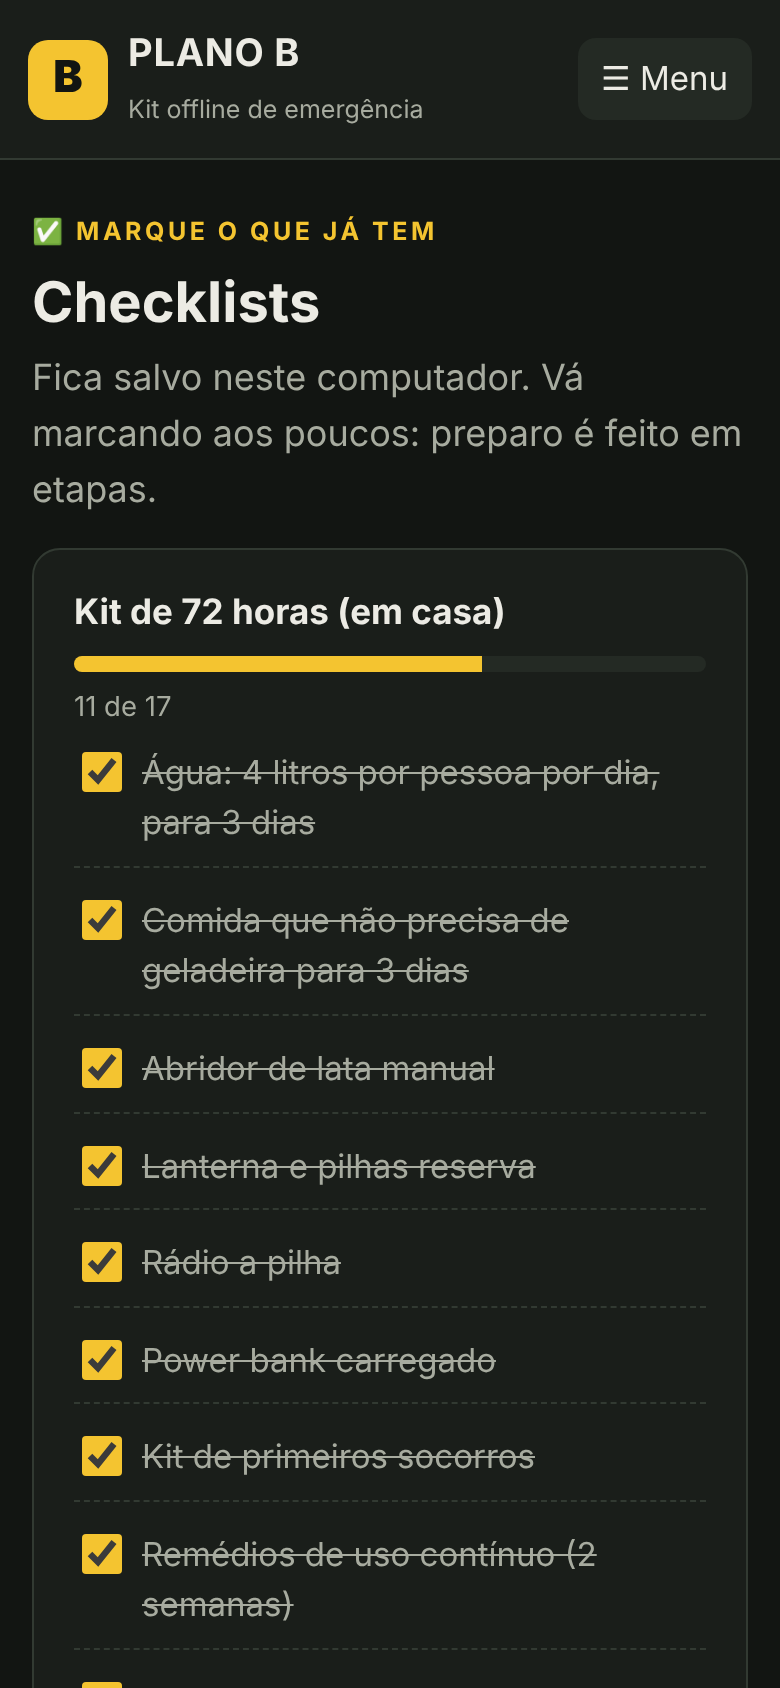 B
PLANO B
Kit offline de emergência
☰ Menu
✅ MARQUE O QUE JÁ TEM
Checklists
Fica salvo neste computador. Vá
marcando aos poucos: preparo é feito em
etapas.
Kit de 72 horas (em casa)
11 de 17
Água: 4 litros por pessoa por dia,
para 3 dias
Comida que não precisa de
geladeira para 3 dias
Abridor de lata manual
Lanterna e pilhas reserva
Rádio a pilha
Power bank carregado
Kit de primeiros socorros
Remédios de uso contínuo (2
semanas)